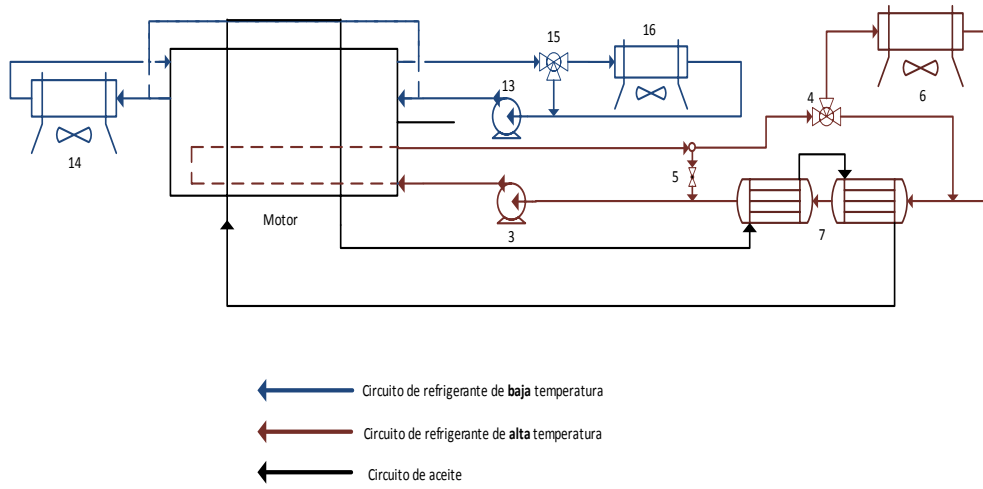 15
16
4
6
13
14
5
Motor
3
7
Circuito de refrigerante de baja temperatura
Circuito de refrigerante de alta temperatura
Circuito de aceite